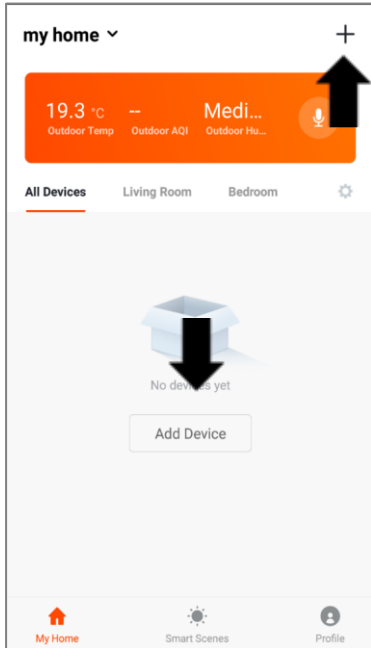 my home
19.3 °C -- Medi...
Outdoor Temp Outdoor AQI Outdoor Hu...
All Devices Living Room Bedroom
No devices yet
Add Device
My Home Smart Scenes Profile